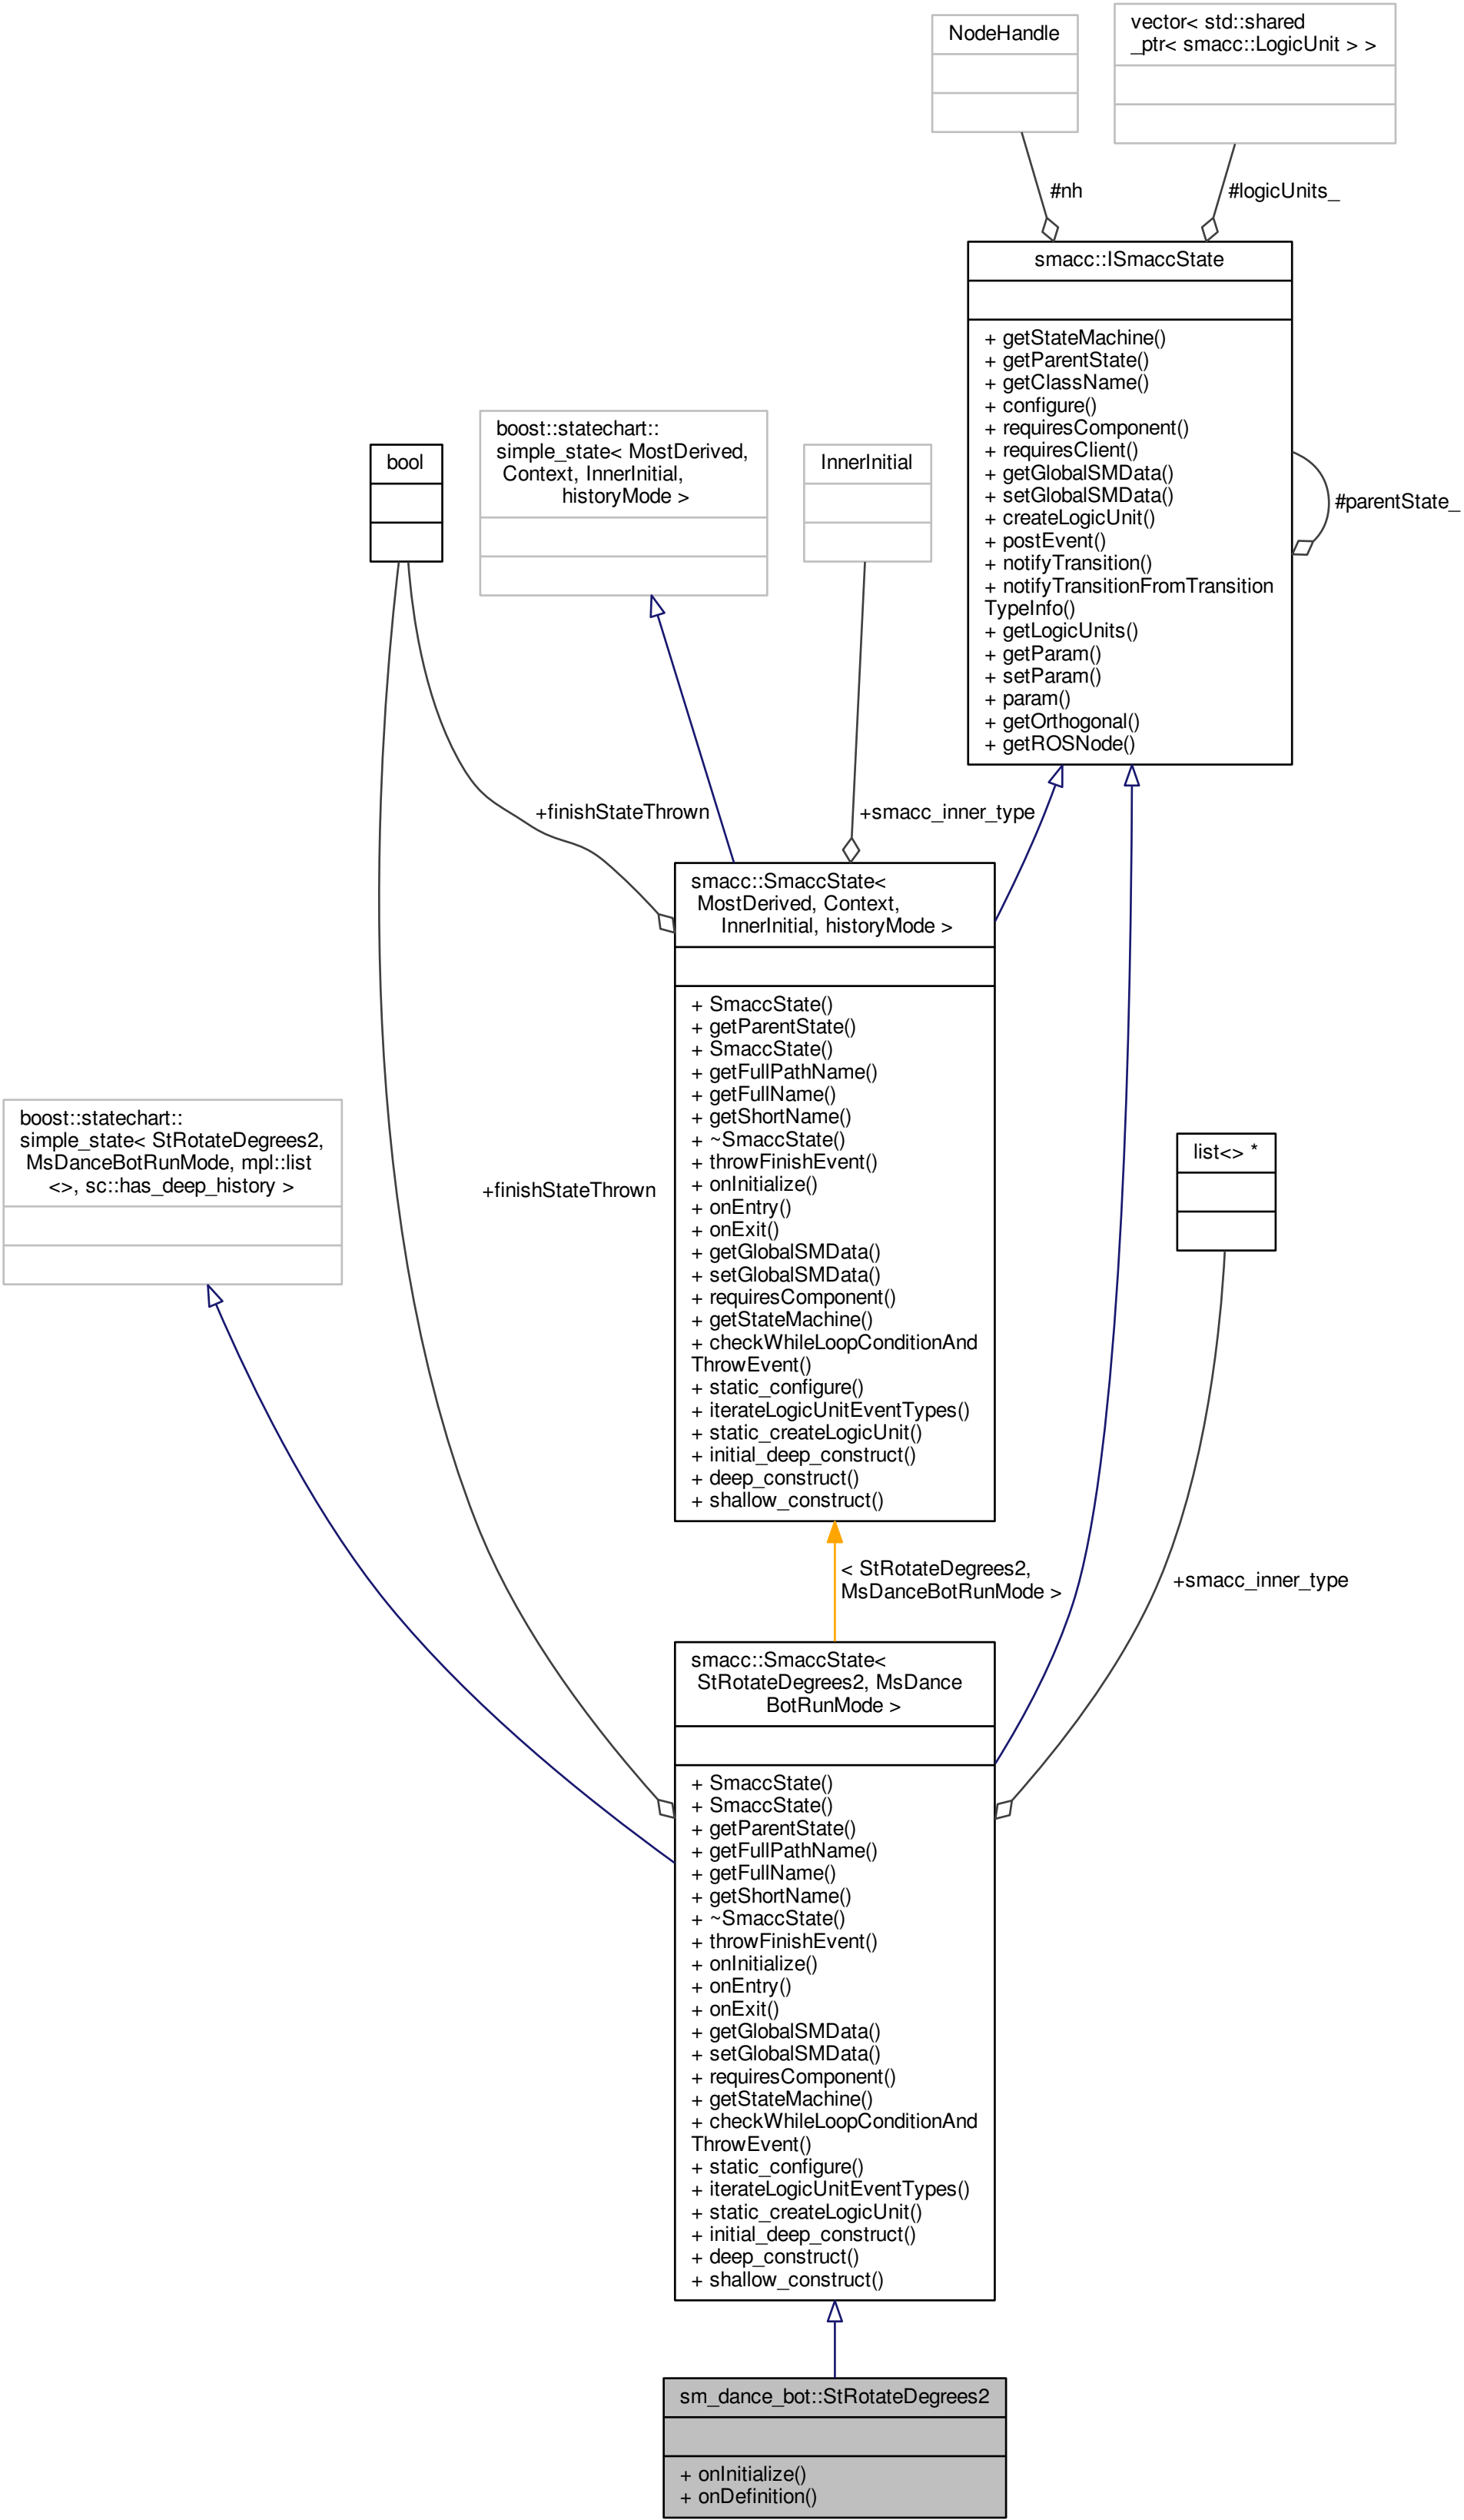 NodeHandle
vector< std::shared
_ptr< smacc::LogicUnit > >
#nh
#logicUnits_
smacc::ISmaccState
+ getStateMachine()
+ getParentState()
+ getClassName()
+ configure()
+ requiresComponent()
+ requiresClient()
+ getGlobalSMData()
+ setGlobalSMData()
+ createLogicUnit()
+ postEvent()
+ notifyTransition()
+ notifyTransitionFromTransition
TypeInfo()
+ getLogicUnits()
+ getParam()
+ setParam()
+ param()
+ getOrthogonal()
+ getROSNode()
#parentState_
bool
boost::statechart::
simple_state< MostDerived,
Context, InnerInitial,
historyMode >
InnerInitial
+finishStateThrown
+smacc_inner_type
smacc::SmaccState<
MostDerived, Context,
InnerInitial, historyMode >
+ SmaccState()
+ getParentState()
+ SmaccState()
+ getFullPathName()
+ getFullName()
+ getShortName()
+ ~SmaccState()
+ throwFinishEvent()
+ onInitialize()
+ onEntry()
+ onExit()
+ getGlobalSMData()
+ setGlobalSMData()
+ requiresComponent()
+ getStateMachine()
+ checkWhileLoopConditionAnd
ThrowEvent()
+ static_configure()
+ iterateLogicUnitEventTypes()
+ static_createLogicUnit()
+ initial_deep_construct()
+ deep_construct()
+ shallow_construct()
boost::statechart::
simple_state< StRotateDegrees2,
MsDanceBotRunMode, mpl::list
<>, sc::has_deep_history >
+finishStateThrown
list<> *
< StRotateDegrees2,
MsDanceBotRunMode >
+smacc_inner_type
smacc::SmaccState<
StRotateDegrees2, MsDance
BotRunMode >
+ SmaccState()
+ SmaccState()
+ getParentState()
+ getFullPathName()
+ getFullName()
+ getShortName()
+ ~SmaccState()
+ throwFinishEvent()
+ onInitialize()
+ onEntry()
+ onExit()
+ getGlobalSMData()
+ setGlobalSMData()
+ requiresComponent()
+ getStateMachine()
+ checkWhileLoopConditionAnd
ThrowEvent()
+ static_configure()
+ iterateLogicUnitEventTypes()
+ static_createLogicUnit()
+ initial_deep_construct()
+ deep_construct()
+ shallow_construct()
sm_dance_bot::StRotateDegrees2
+ onInitialize()
+ onDefinition()